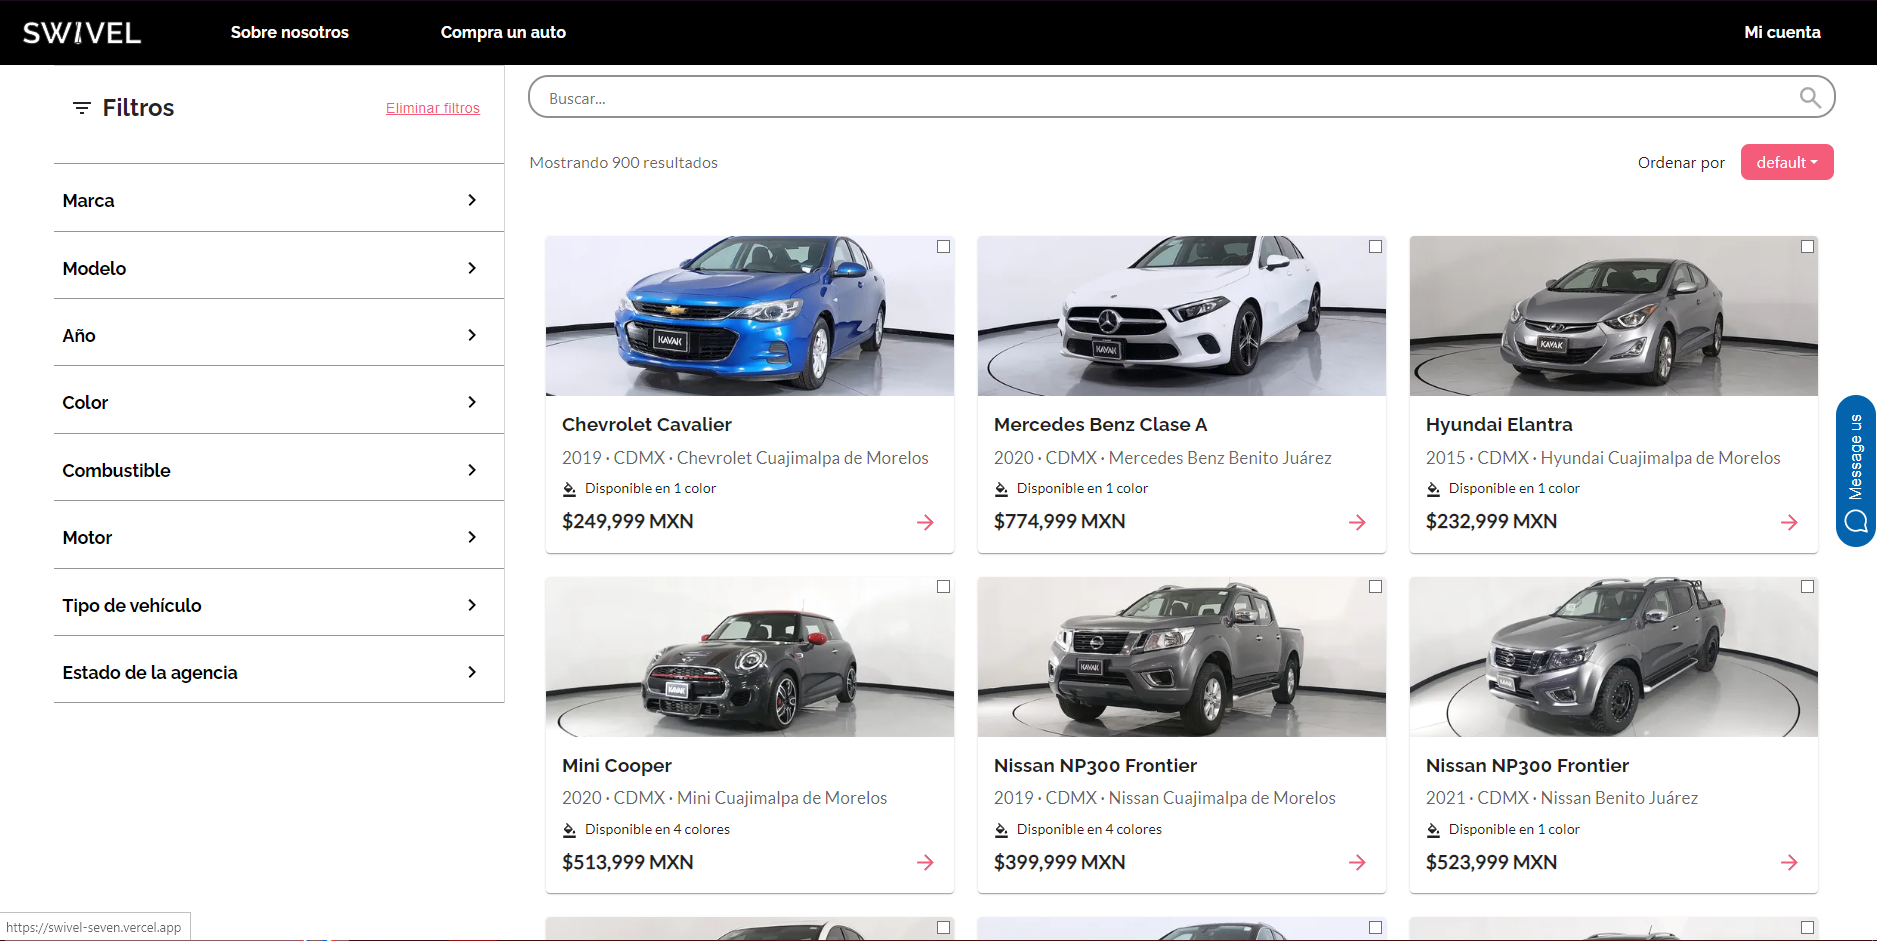 SWIVEL
Sobre nosotros
Compra un auto
Mi cuenta
Filtros
Eliminar filtros
Marca
Modelo
Año
Color
Combustible
Motor
Tipo de vehículo
Estado de la agencia
Buscar...
Mostrando 900 resultados
Ordenar por
default
KAVAK
Chevrolet Cavalier
2019 · CDMX · Chevrolet Cuajimalpa de Morelos
Disponible en 1 color
$249,999 MXN
KAVAK
Mercedes Benz Clase A
2020 · CDMX · Mercedes Benz Benito Juárez
Disponible en 1 color
$774,999 MXN
KAVAK
Hyundai Elantra
2015 · CDMX · Hyundai Cuajimalpa de Morelos
Disponible en 1 color
$232,999 MXN
KAVAK
Mini Cooper
2020 · CDMX · Mini Cuajimalpa de Morelos
Disponible en 4 colores
$513,999 MXN
KAVAK
Nissan NP300 Frontier
2019 · CDMX · Nissan Cuajimalpa de Morelos
Disponible en 4 colores
$399,999 MXN
KAVAK
Nissan NP300 Frontier
2021 · CDMX · Nissan Benito Juárez
Disponible en 1 color
$523,999 MXN
Message us
https://swivel-seven.vercel.app